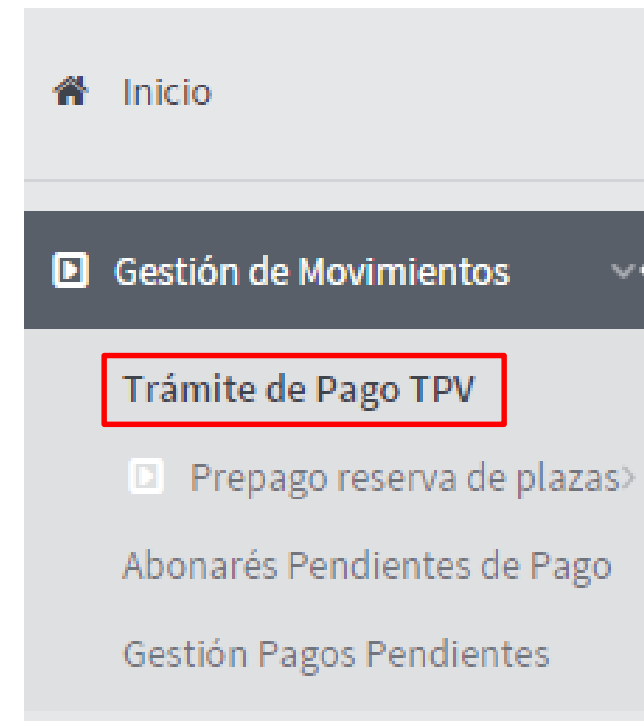 Inicio
Gestión de Movimientos
Trámite de Pago TPV
Prepago reserva de plazas
Abonarés Pendientes de Pago
Gestión Pagos Pendientes